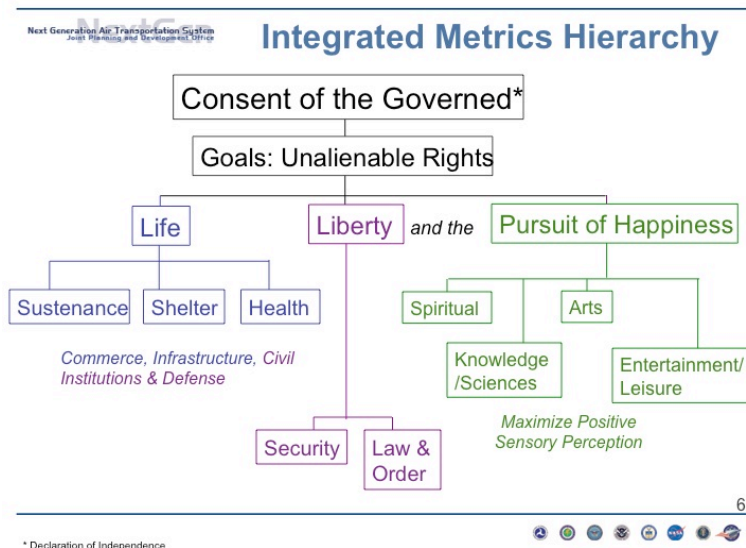 NextGen
Next Generation Air Transportation System
Joint Planning and Development Office
Integrated Metrics Hierarchy
Consent of the Governed*
Goals: Unalienable Rights
Life
Liberty
and the
Pursuit of Happiness
Sustenance
Shelter
Health
Spiritual
Arts
Commerce, Infrastructure, Civil
Institutions & Defense
Knowledge
/Sciences
Entertainment/
Leisure
Maximize Positive
Sensory Perception
Security
Law &
Order
6
* Declaration of Independence